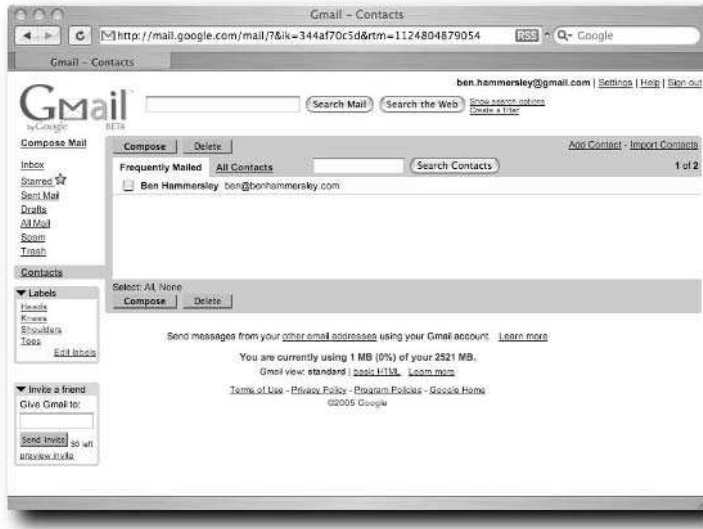 Gmail – Contacts
http://mail.google.com/mail/?&ik=344af70c5d&rtm=1124804879054 RSS Google
Gmail – Contacts
ben.hammersley@gmail.com | Settings | Help | Sign out
Gmail by Google BETA
Search Mail Search the Web Show search options
Create a filter
Compose Mail
Inbox
Starred
Sent Mail
Drafts
All Mail
Spam
Trash
Contacts
Labels
Heads
Knees
Shoulders
Toes
Edit labels
Invite a friend
Give Gmail to:
Send Invite 50 left
preview invite
Compose Delete Add Contact - Import Contacts
Frequently Mailed All Contacts Search Contacts 1 of 2
Ben Hammersley ben@benhammersley.com
Select: All, None
Compose Delete
Send messages from your other email addresses using your Gmail account. Learn more
You are currently using 1 MB (0%) of your 2521 MB.
Gmail view: standard | basic HTML Learn more
Terms of Use - Privacy Policy - Program Policies - Google Home
©2005 Google